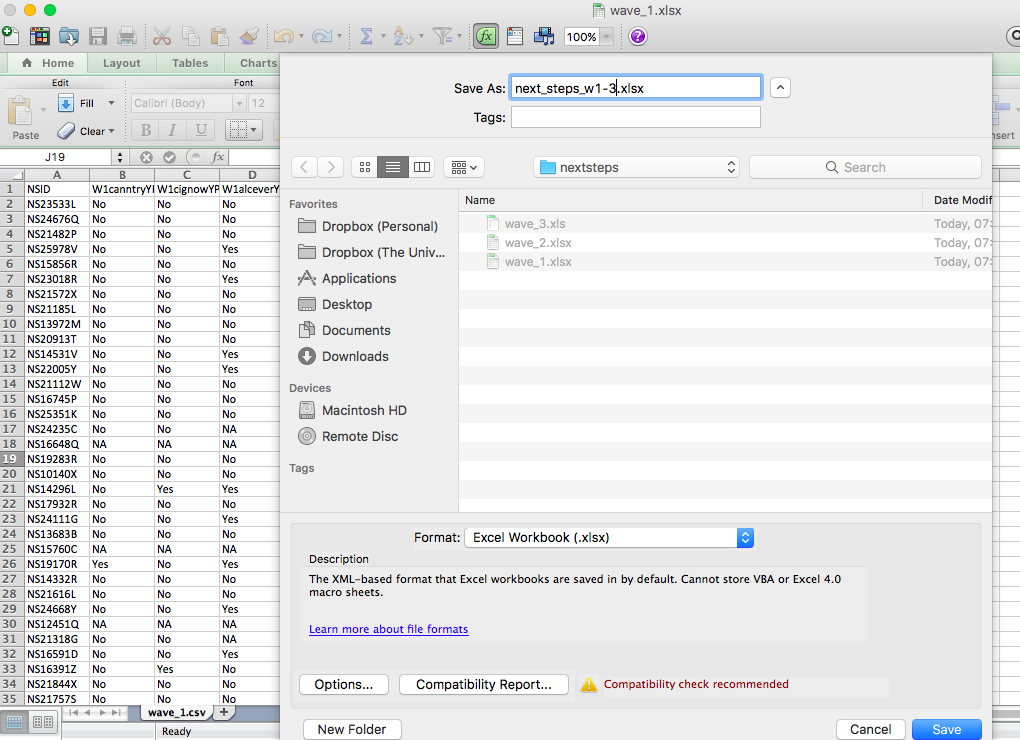 wave_1.xlsx
100%
Home Layout Tables Charts
Edit Font
Paste Fill Clear Calibri (Body) 12
B I U
J19 fx
A B C D
1 NSID W1canntryYI W1cignowYP W1alceverY
2 NS23533L No No No
3 NS24676Q No No No
4 NS21482P No No No
5 NS25978V No No Yes
6 NS15856R No No No
7 NS23018R No No Yes
8 NS21572X No No No
9 NS21185L No No No
10 NS13972M No No No
11 NS20913T No No No
12 NS14531V No No Yes
13 NS22005Y No No Yes
14 NS21112W No No No
15 NS16745P No No No
16 NS25351K No No No
17 NS24235C No No NA
18 NS16648Q NA NA NA
19 NS19283R No No No
20 NS10140X No No No
21 NS14296L No Yes Yes
22 NS17932R No No No
23 NS24111G No No Yes
24 NS13683B No No No
25 NS15760C NA NA NA
26 NS19170R Yes No Yes
27 NS14332R No No No
28 NS21616L No No No
29 NS24668Y No No Yes
30 NS12451Q NA NA NA
31 NS21318G No No NA
32 NS16591D No No Yes
33 NS16391Z No Yes No
34 NS21844X No No No
35 NS21757S No No No
wave_1.csv
Ready
Save As: next_steps_w1-3.xlsx
Tags:
nextsteps
Search
Favorites
Dropbox (Personal)
Dropbox (The Univ...
Applications
Desktop
Documents
Downloads
Devices
Macintosh HD
Remote Disc
Tags
Name Date Modif
wave_3.xls Today, 07:
wave_2.xlsx Today, 07:
wave_1.xlsx Today, 07:
Format: Excel Workbook (.xlsx)
Description
The XML-based format that Excel workbooks are saved in by default. Cannot store VBA or Excel 4.0
macro sheets.
Learn more about file formats
Options... Compatibility Report... Compatibility check recommended
New Folder Cancel Save
nsert